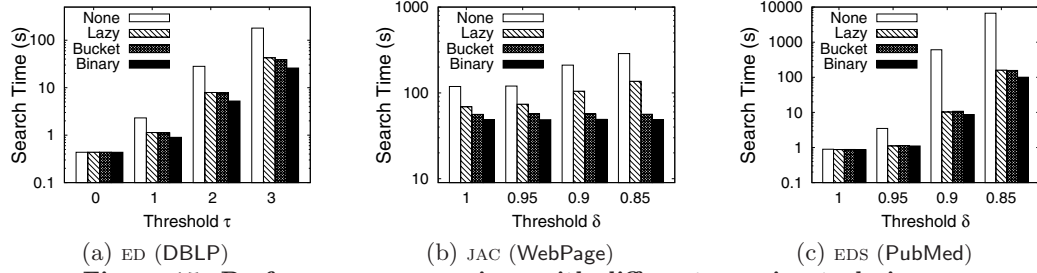 Search Time (s)
100
10
1
0.1
None
Lazy
Bucket
Binary
0 1 2 3
Threshold τ
(a) ED (DBLP)
Search Time (s)
1000
100
10
None
Lazy
Bucket
Binary
1 0.95 0.9 0.85
Threshold δ
(b) JAC (WebPage)
Search Time (s)
10000
1000
100
10
1
0.1
None
Lazy
Bucket
Binary
1 0.95 0.9 0.85
Threshold δ
(c) EDS (PubMed)